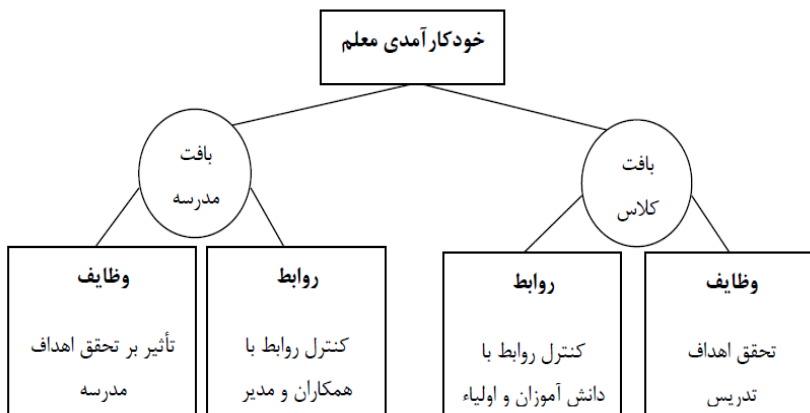 خودکارآمدی معلم
بافت
کلاس
بافت
مدرسه
وظایف
تحقق اهداف
تدریس
روابط
کنترل روابط با
دانش آموزان و اولیاء
روابط
کنترل روابط با
همکاران و مدیر
وظایف
تأثیر بر تحقق اهداف
مدرسه